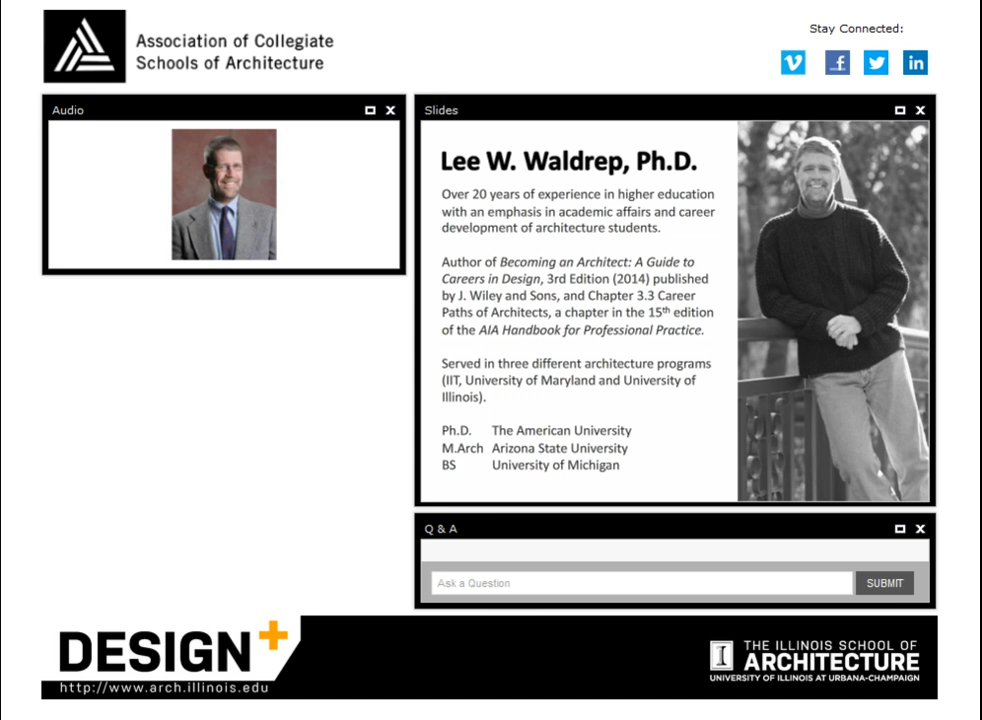 Association of Collegiate
Schools of Architecture
Stay Connected:
Audio
Slides
Lee W. Waldrep, Ph.D.
Over 20 years of experience in higher education
with an emphasis in academic affairs and career
development of architecture students.
Author of Becoming an Architect: A Guide to
Careers in Design, 3rd Edition (2014) published
by J. Wiley and Sons, and Chapter 3.3 Career
Paths of Architects, a chapter in the 15th edition
of the AIA Handbook for Professional Practice.
Served in three different architecture programs
(IIT, University of Maryland and University of
Illinois).
Ph.D. The American University
M.Arch Arizona State University
BS University of Michigan
Q & A
Ask a Question
SUBMIT
DESIGN+
http://www.arch.illinois.edu
I
THE ILLINOIS SCHOOL OF
ARCHITECTURE
UNIVERSITY OF ILLINOIS AT URBANA-CHAMPAIGN